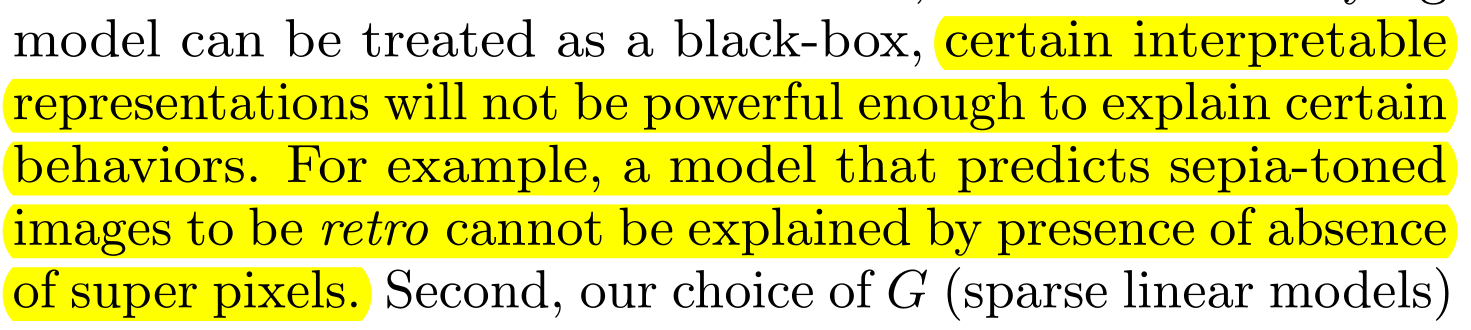 model can be treated as a black-box, certain interpretable
representations will not be powerful enough to explain certain
behaviors. For example, a model that predicts sepia-toned
images to be retro cannot be explained by presence of absence
of super pixels. Second, our choice of G (sparse linear models)